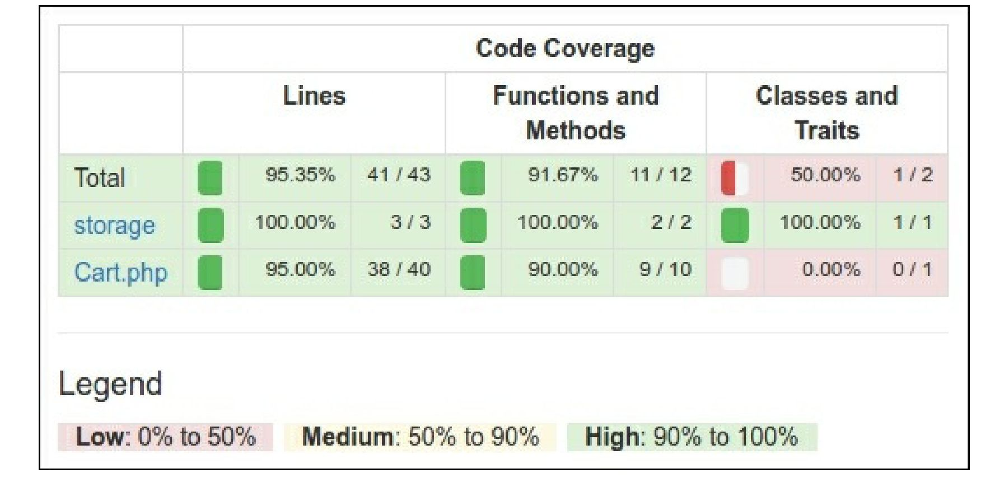 Code Coverage
Lines Functions and Methods Classes and Traits
Total 95.35% 41 / 43 91.67% 11 / 12 50.00% 1 / 2
storage 100.00% 3 / 3 100.00% 2 / 2 100.00% 1 / 1
Cart.php 95.00% 38 / 40 90.00% 9 / 10 0.00% 0 / 1
Legend
Low: 0% to 50% Medium: 50% to 90% High: 90% to 100%